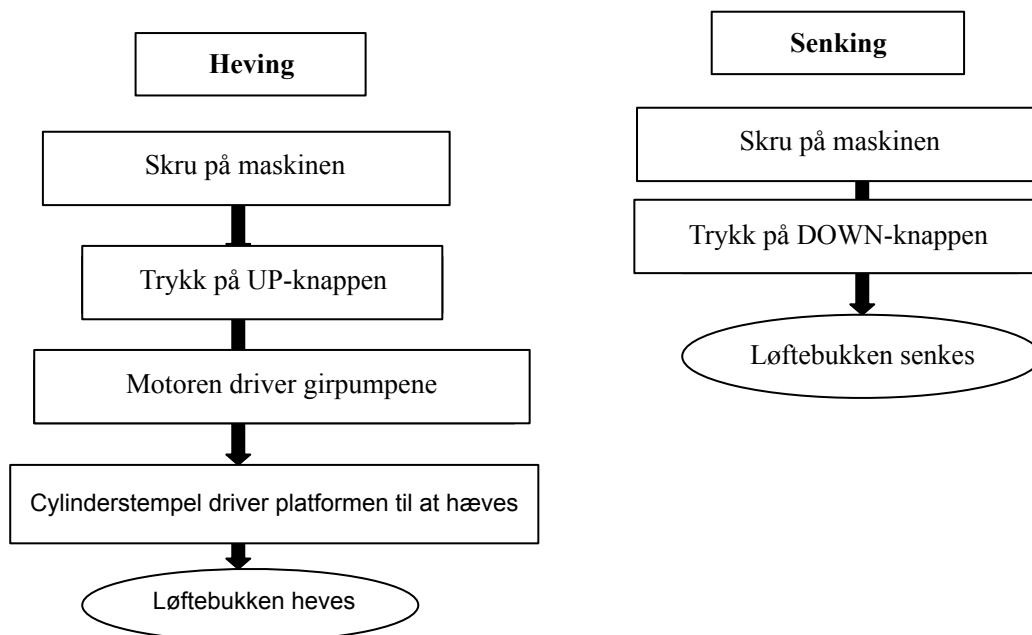 Heving
Skru på maskinen
Trykk på UP-knappen
Motoren driver girpumpene
Cylinderstempel driver platformen til at hæves
Løftebukken heves
Senking
Skru på maskinen
Trykk på DOWN-knappen
Løftebukken senkes